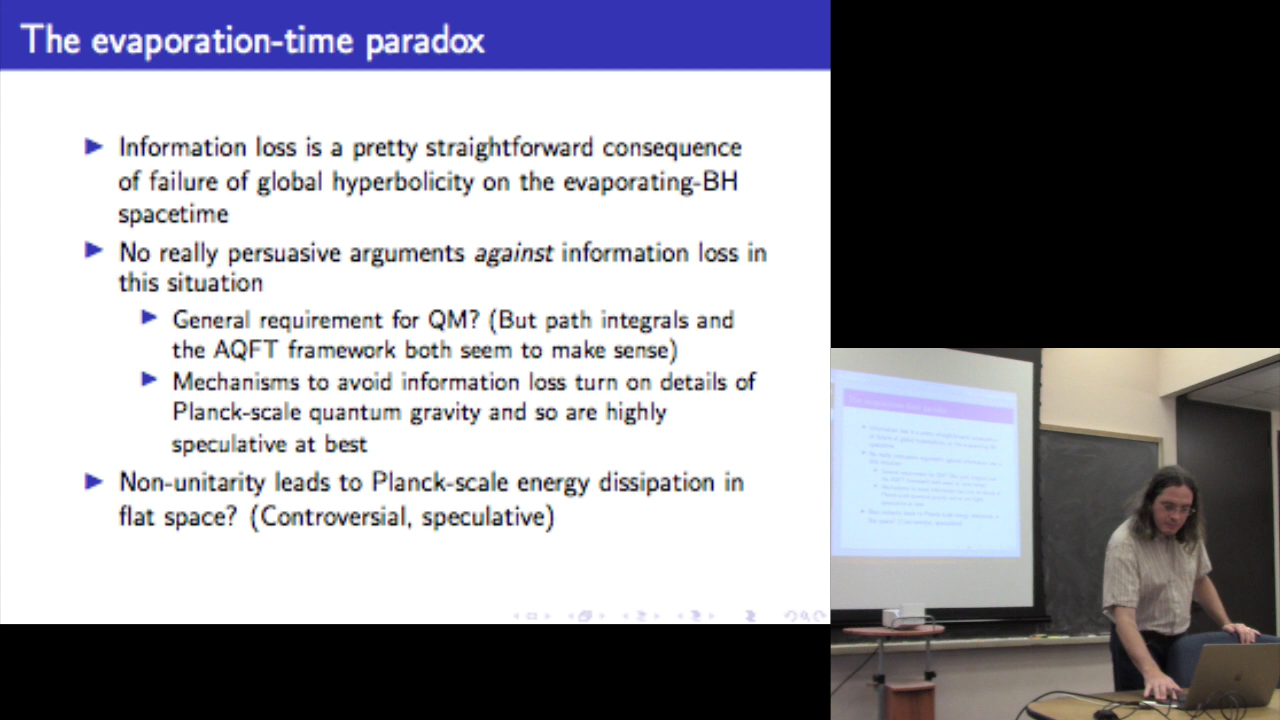 The evaporation-time paradox
Information loss is a pretty straightforward consequence
of failure of global hyperbolicity on the evaporating-BH
spacetime
No really persuasive arguments against information loss in
this situation
General requirement for QM? (But path integrals and
the AQFT framework both seem to make sense)
Mechanisms to avoid information loss turn on details of
Planck-scale quantum gravity and so are highly
speculative at best
Non-unitarity leads to Planck-scale energy dissipation in
flat space? (Controversial, speculative)